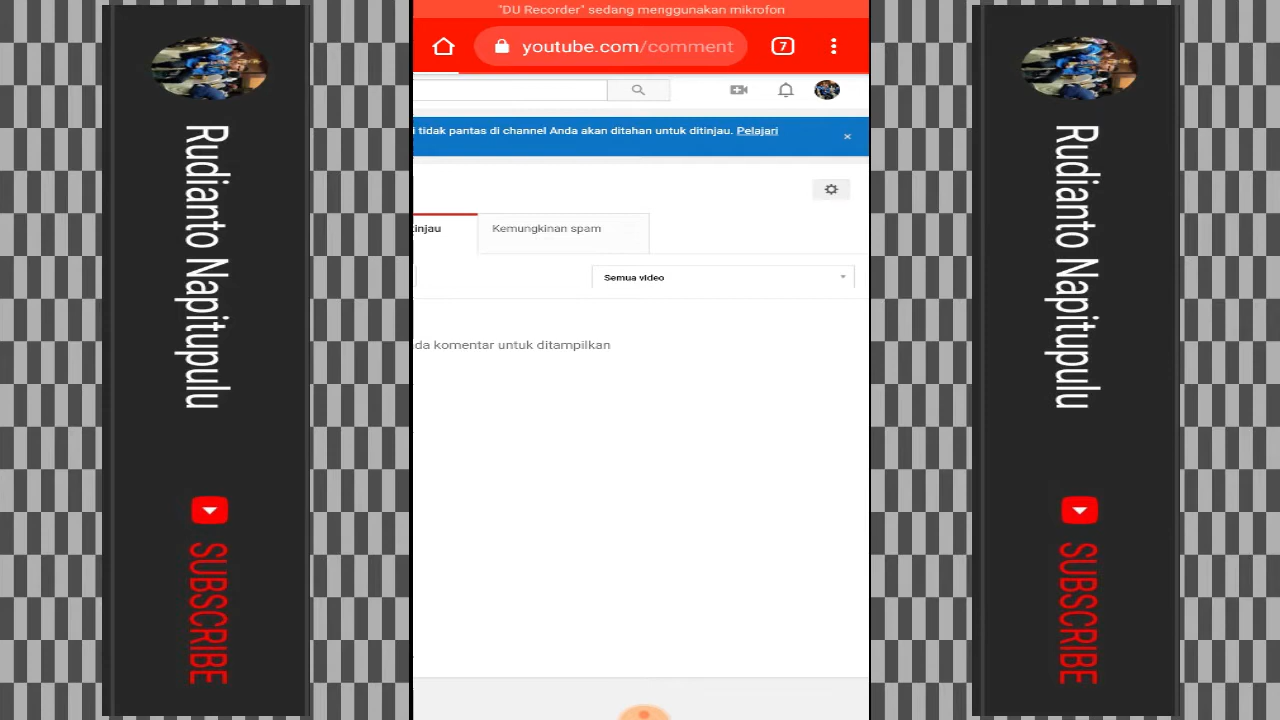 "DU Recorder" sedang menggunakan mikrofon
youtube.com/comment
7
i tidak pantas di channel Anda akan ditahan untuk ditinjau. Pelajari
×
injau
Kemungkinan spam
Semua video
da komentar untuk ditampilkan
Rudianto Napitupulu
SUBSCRIBE
Rudianto Napitupulu
SUBSCRIBE